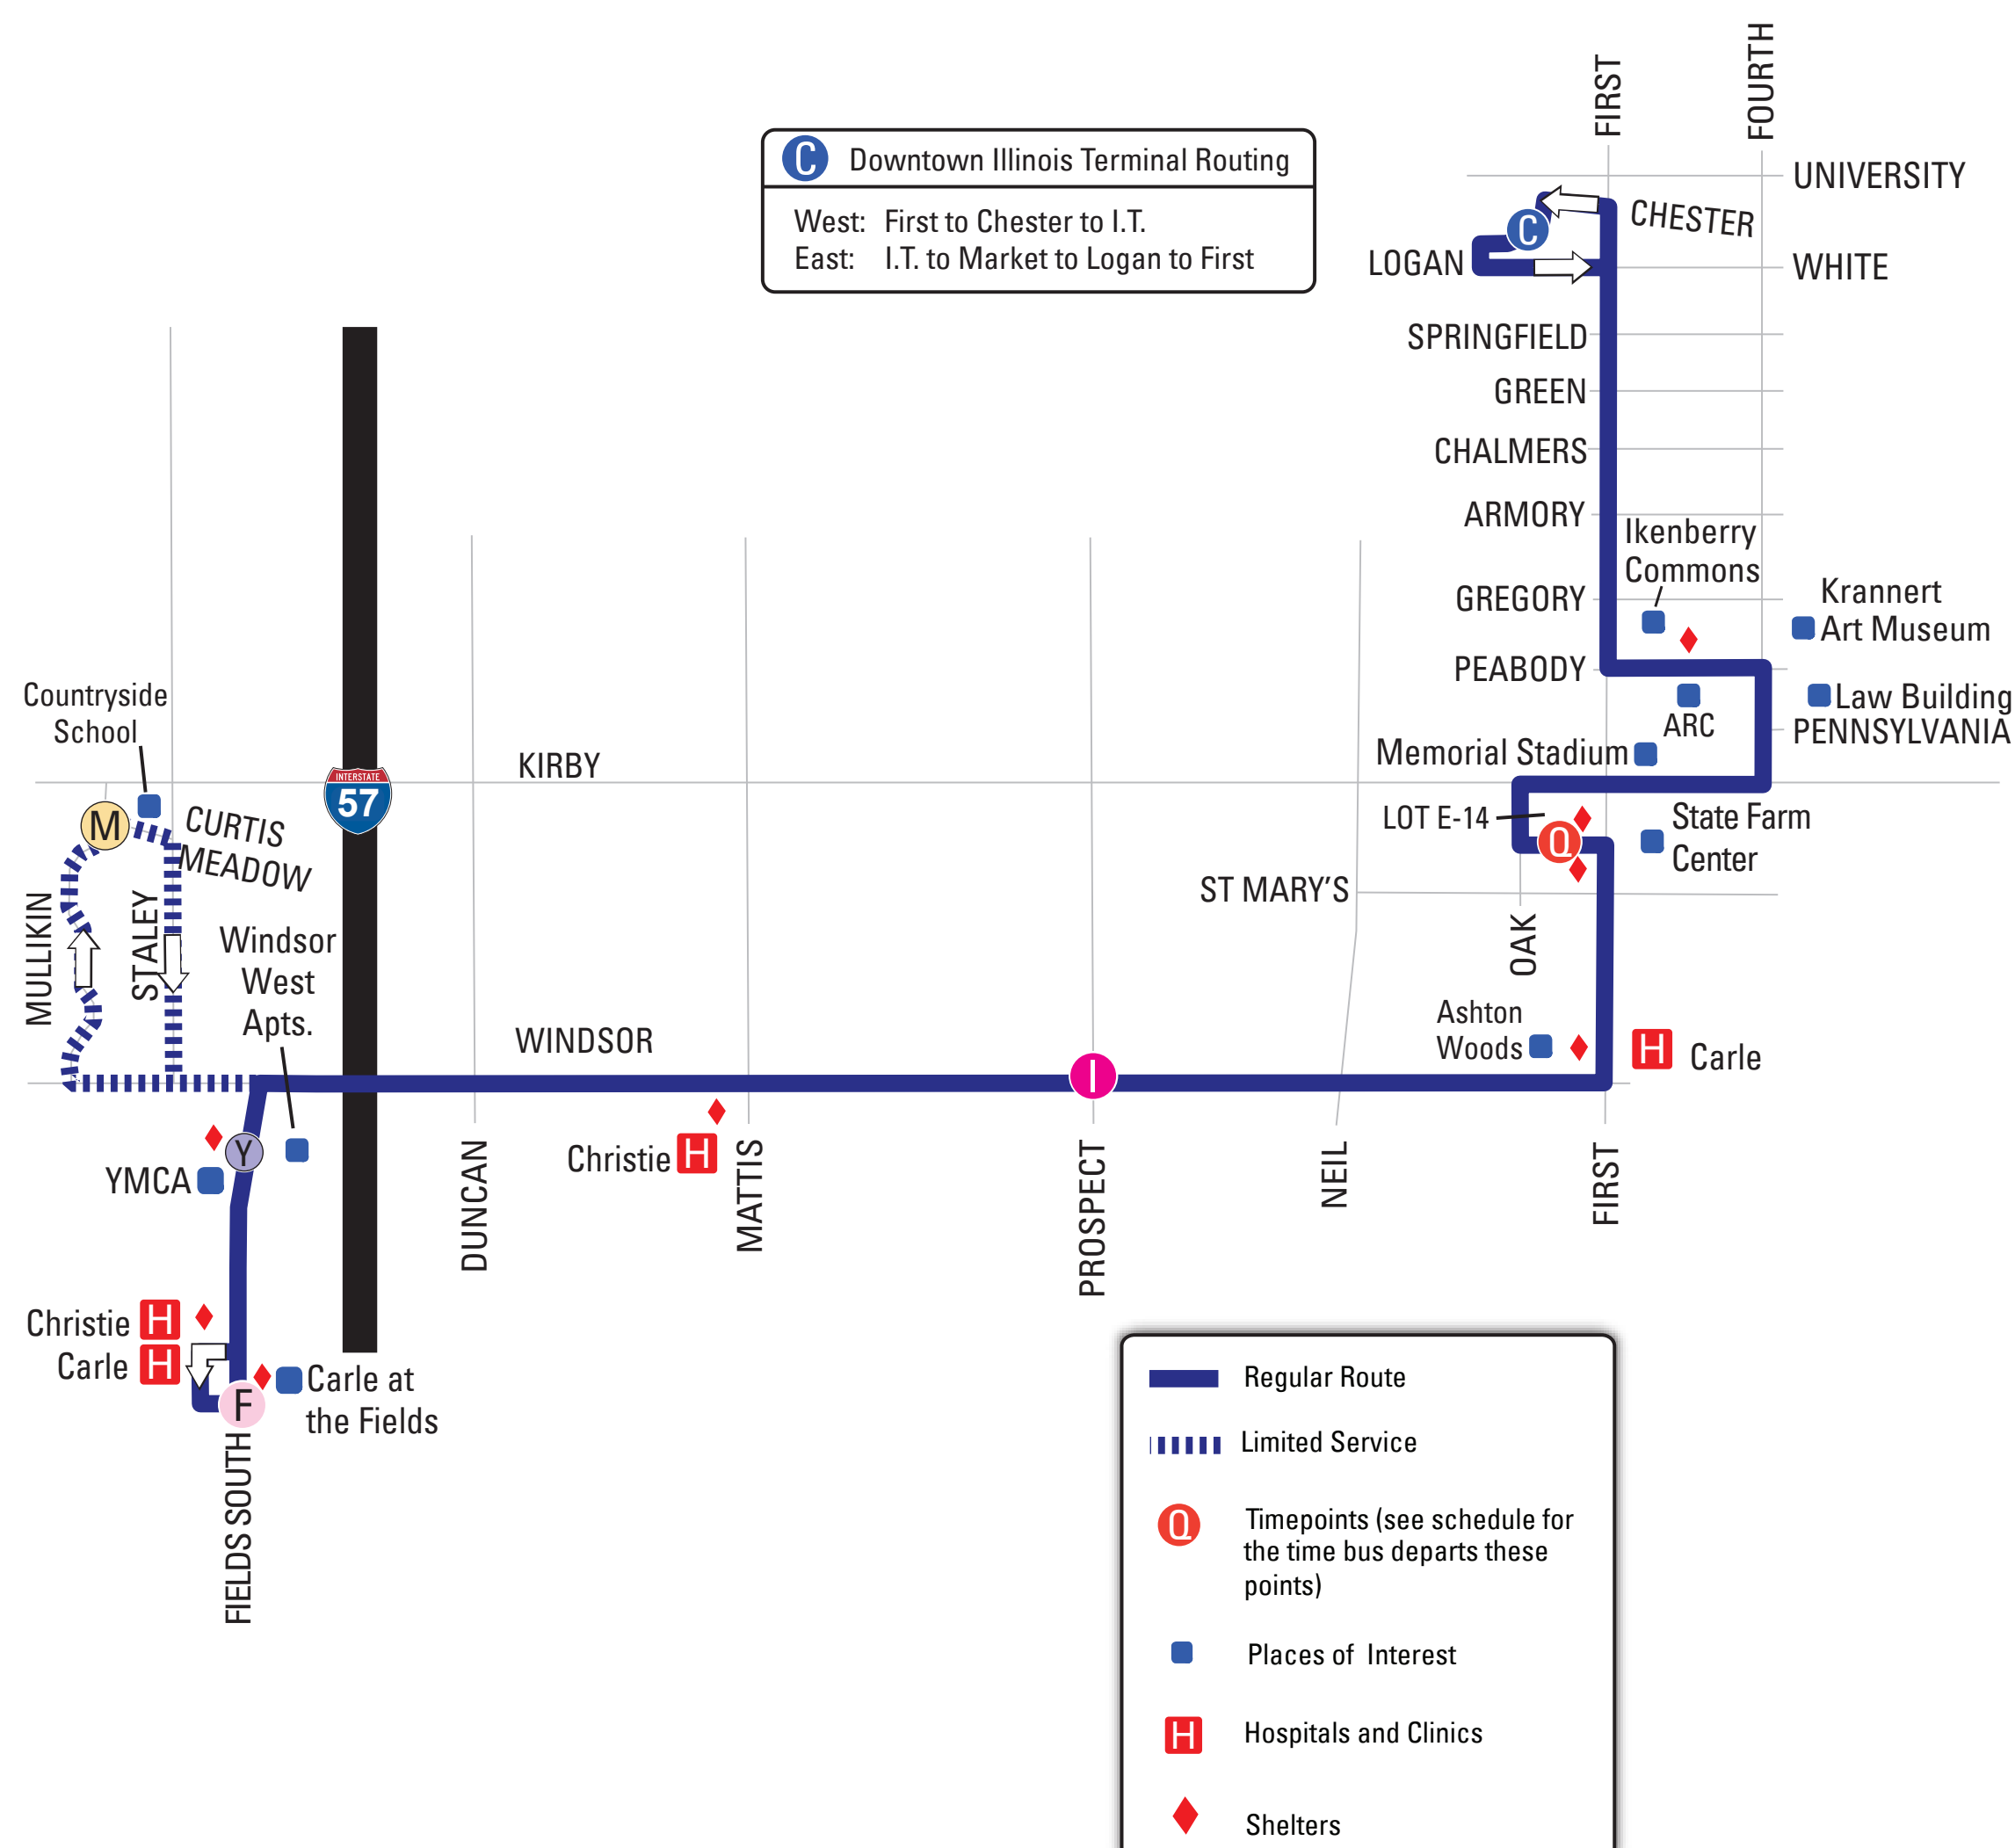 FIRST
FOURTH
C Downtown Illinois Terminal Routing
West: First to Chester to I.T.
East: I.T. to Market to Logan to First
UNIVERSITY
CHESTER
C
LOGAN
WHITE
SPRINGFIELD
GREEN
CHALMERS
ARMORY
Ikenberry
Commons
GREGORY
Krannert
Art Museum
PEABODY
Law Building
ARC
PENNSYLVANIA
Memorial Stadium
Countryside
School
KIRBY
INTERSTATE
57
M
CURTIS
MEADOW
LOT E-14
Q
State Farm
Center
ST MARY'S
OAK
MULLIKIN
STALEY
Windsor
West
Apts.
WINDSOR
Ashton
Woods
H Carle
I
Y
YMCA
Christie H
DUNCAN
MATTIS
PROSPECT
NEIL
FIRST
Christie H
Carle H
F
Carle at
the Fields
FIELDS SOUTH
Regular Route
Limited Service
Q Timepoints (see schedule for
the time bus departs these
points)
Places of Interest
H Hospitals and Clinics
Shelters